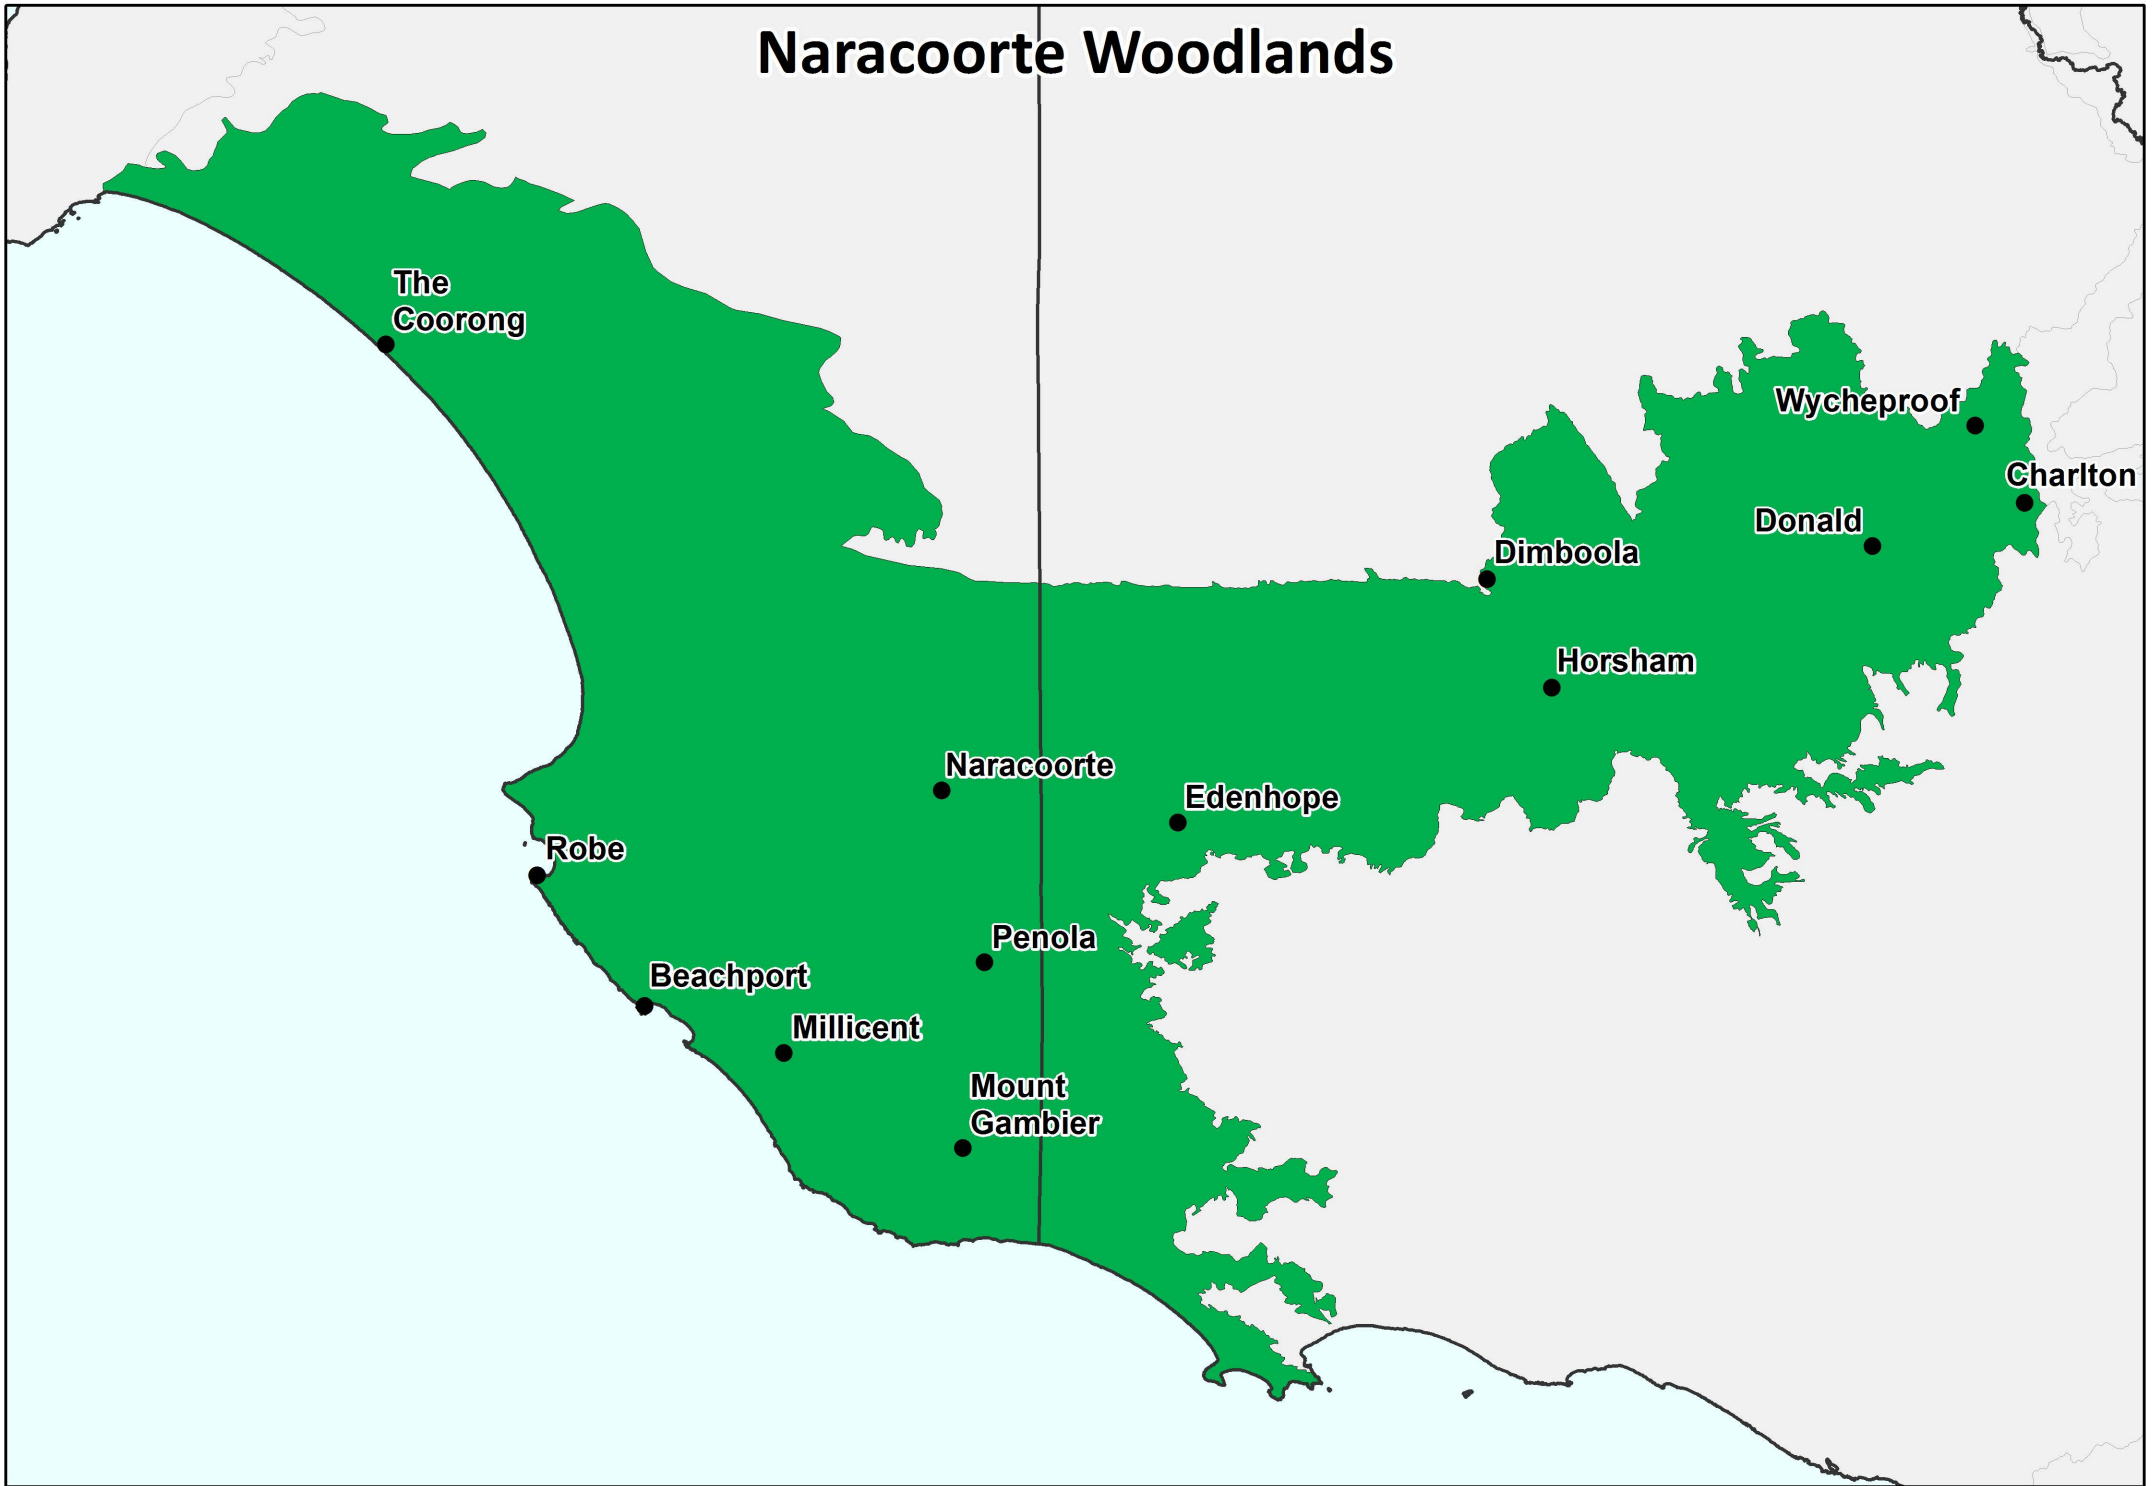 Naracoorte Woodlands
The
Coorong
Wycheproof
Charlton
Donald
Dimboola
Horsham
Naracoorte
Edenhope
Robe
Penola
Beachport
Millicent
Mount
Gambier